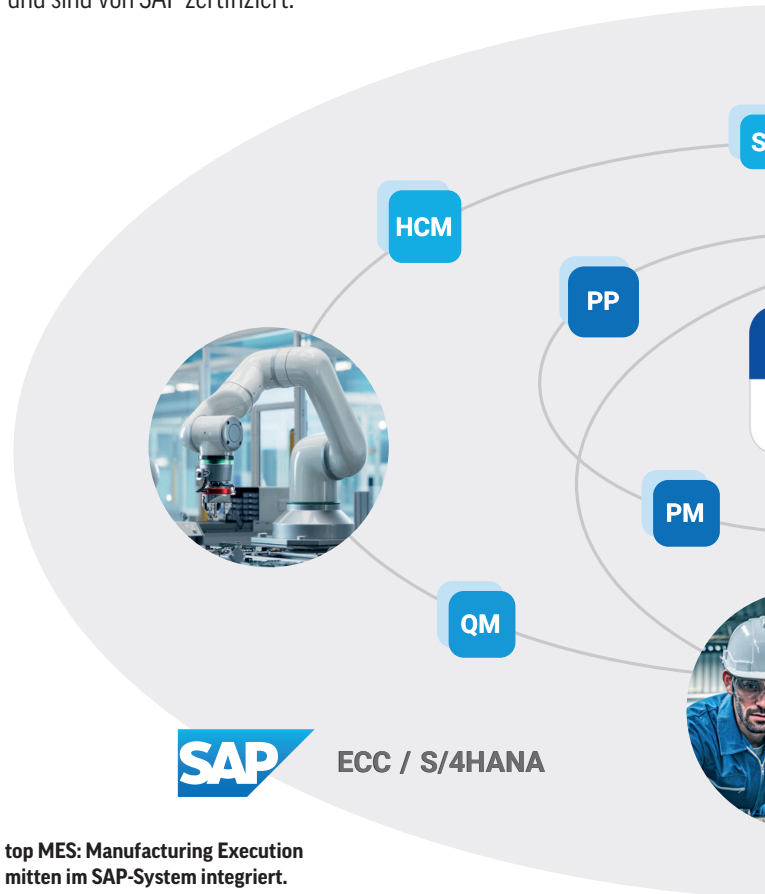 und sind von SAP zertifiziert.
S
HCM
PP
PM
QM
SAP ECC / S/4HANA
top MES: Manufacturing Execution
mitten im SAP-System integriert.